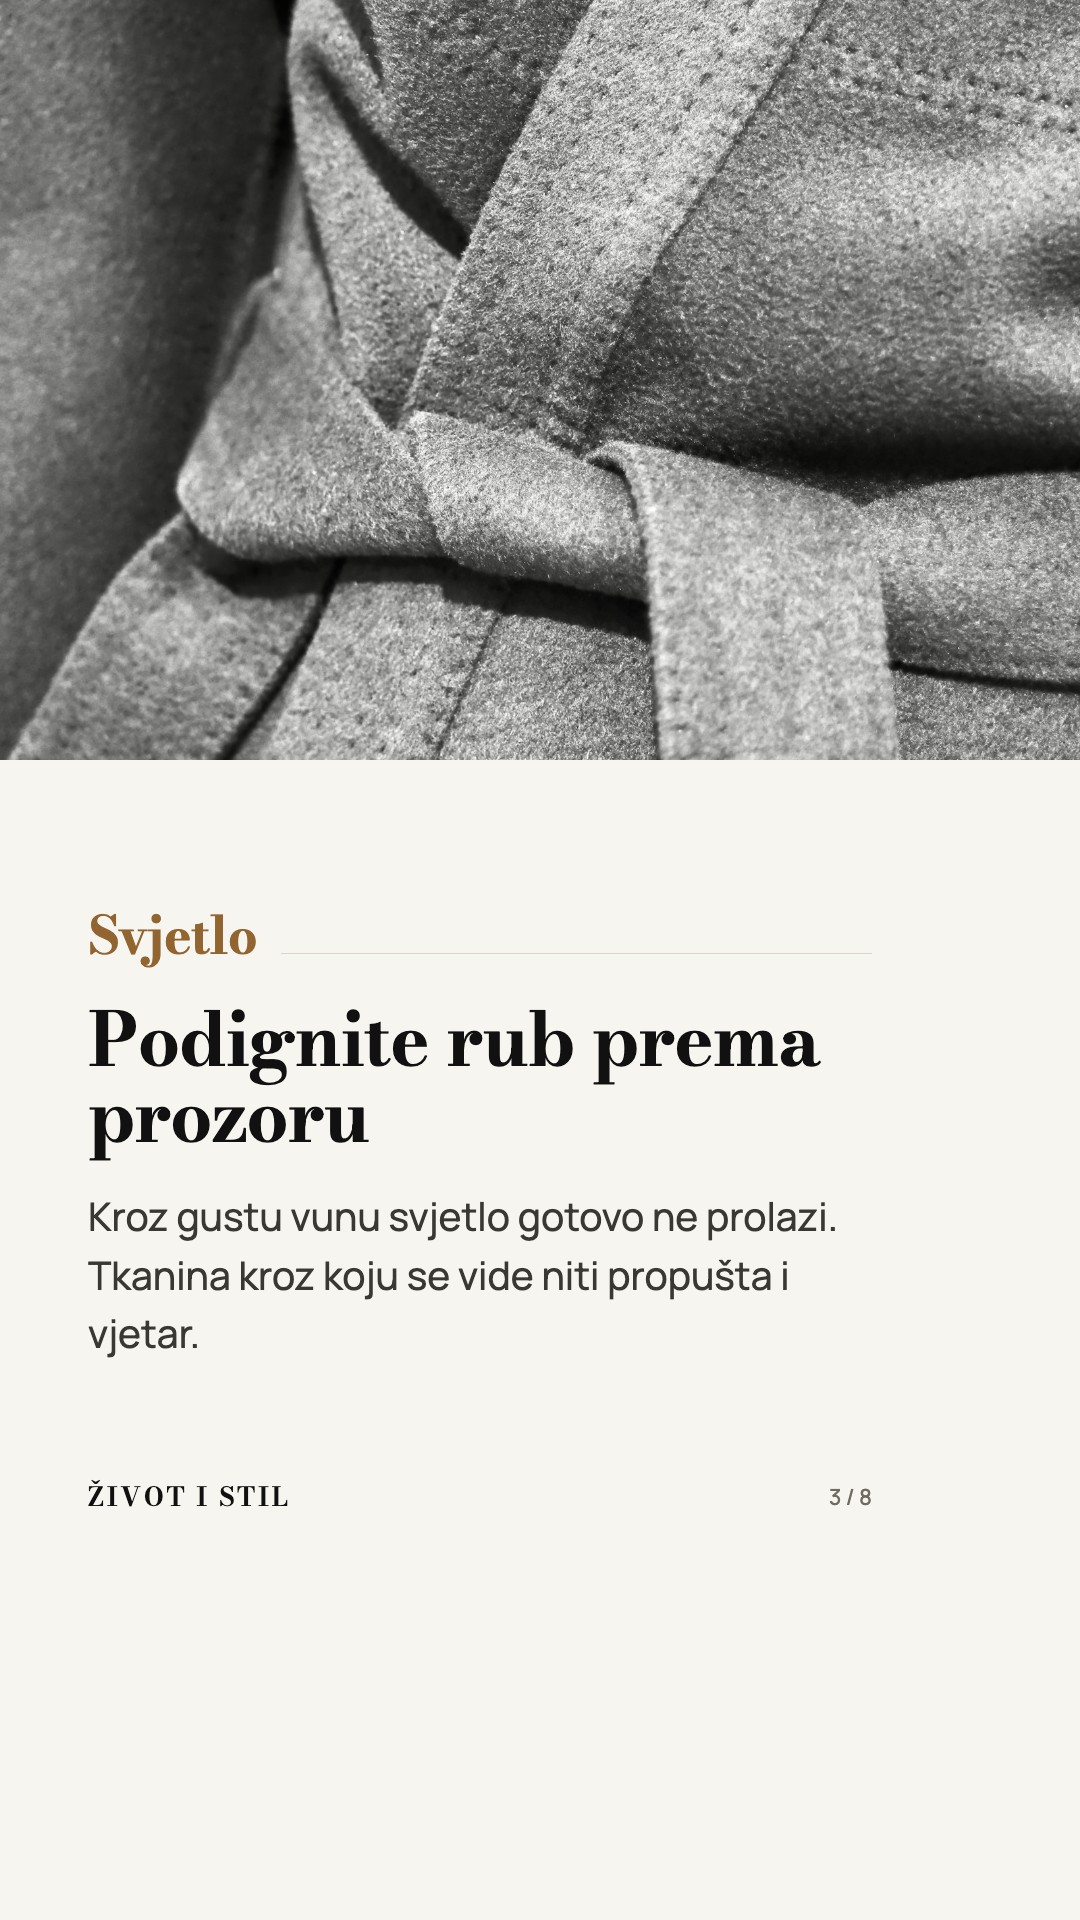 Svjetlo
Podignite rub prema
prozoru
Kroz gustu vunu svjetlo gotovo ne prolazi.
Tkanina kroz koju se vide niti propušta i
vjetar.
ŽIVOT I STIL
3 / 8